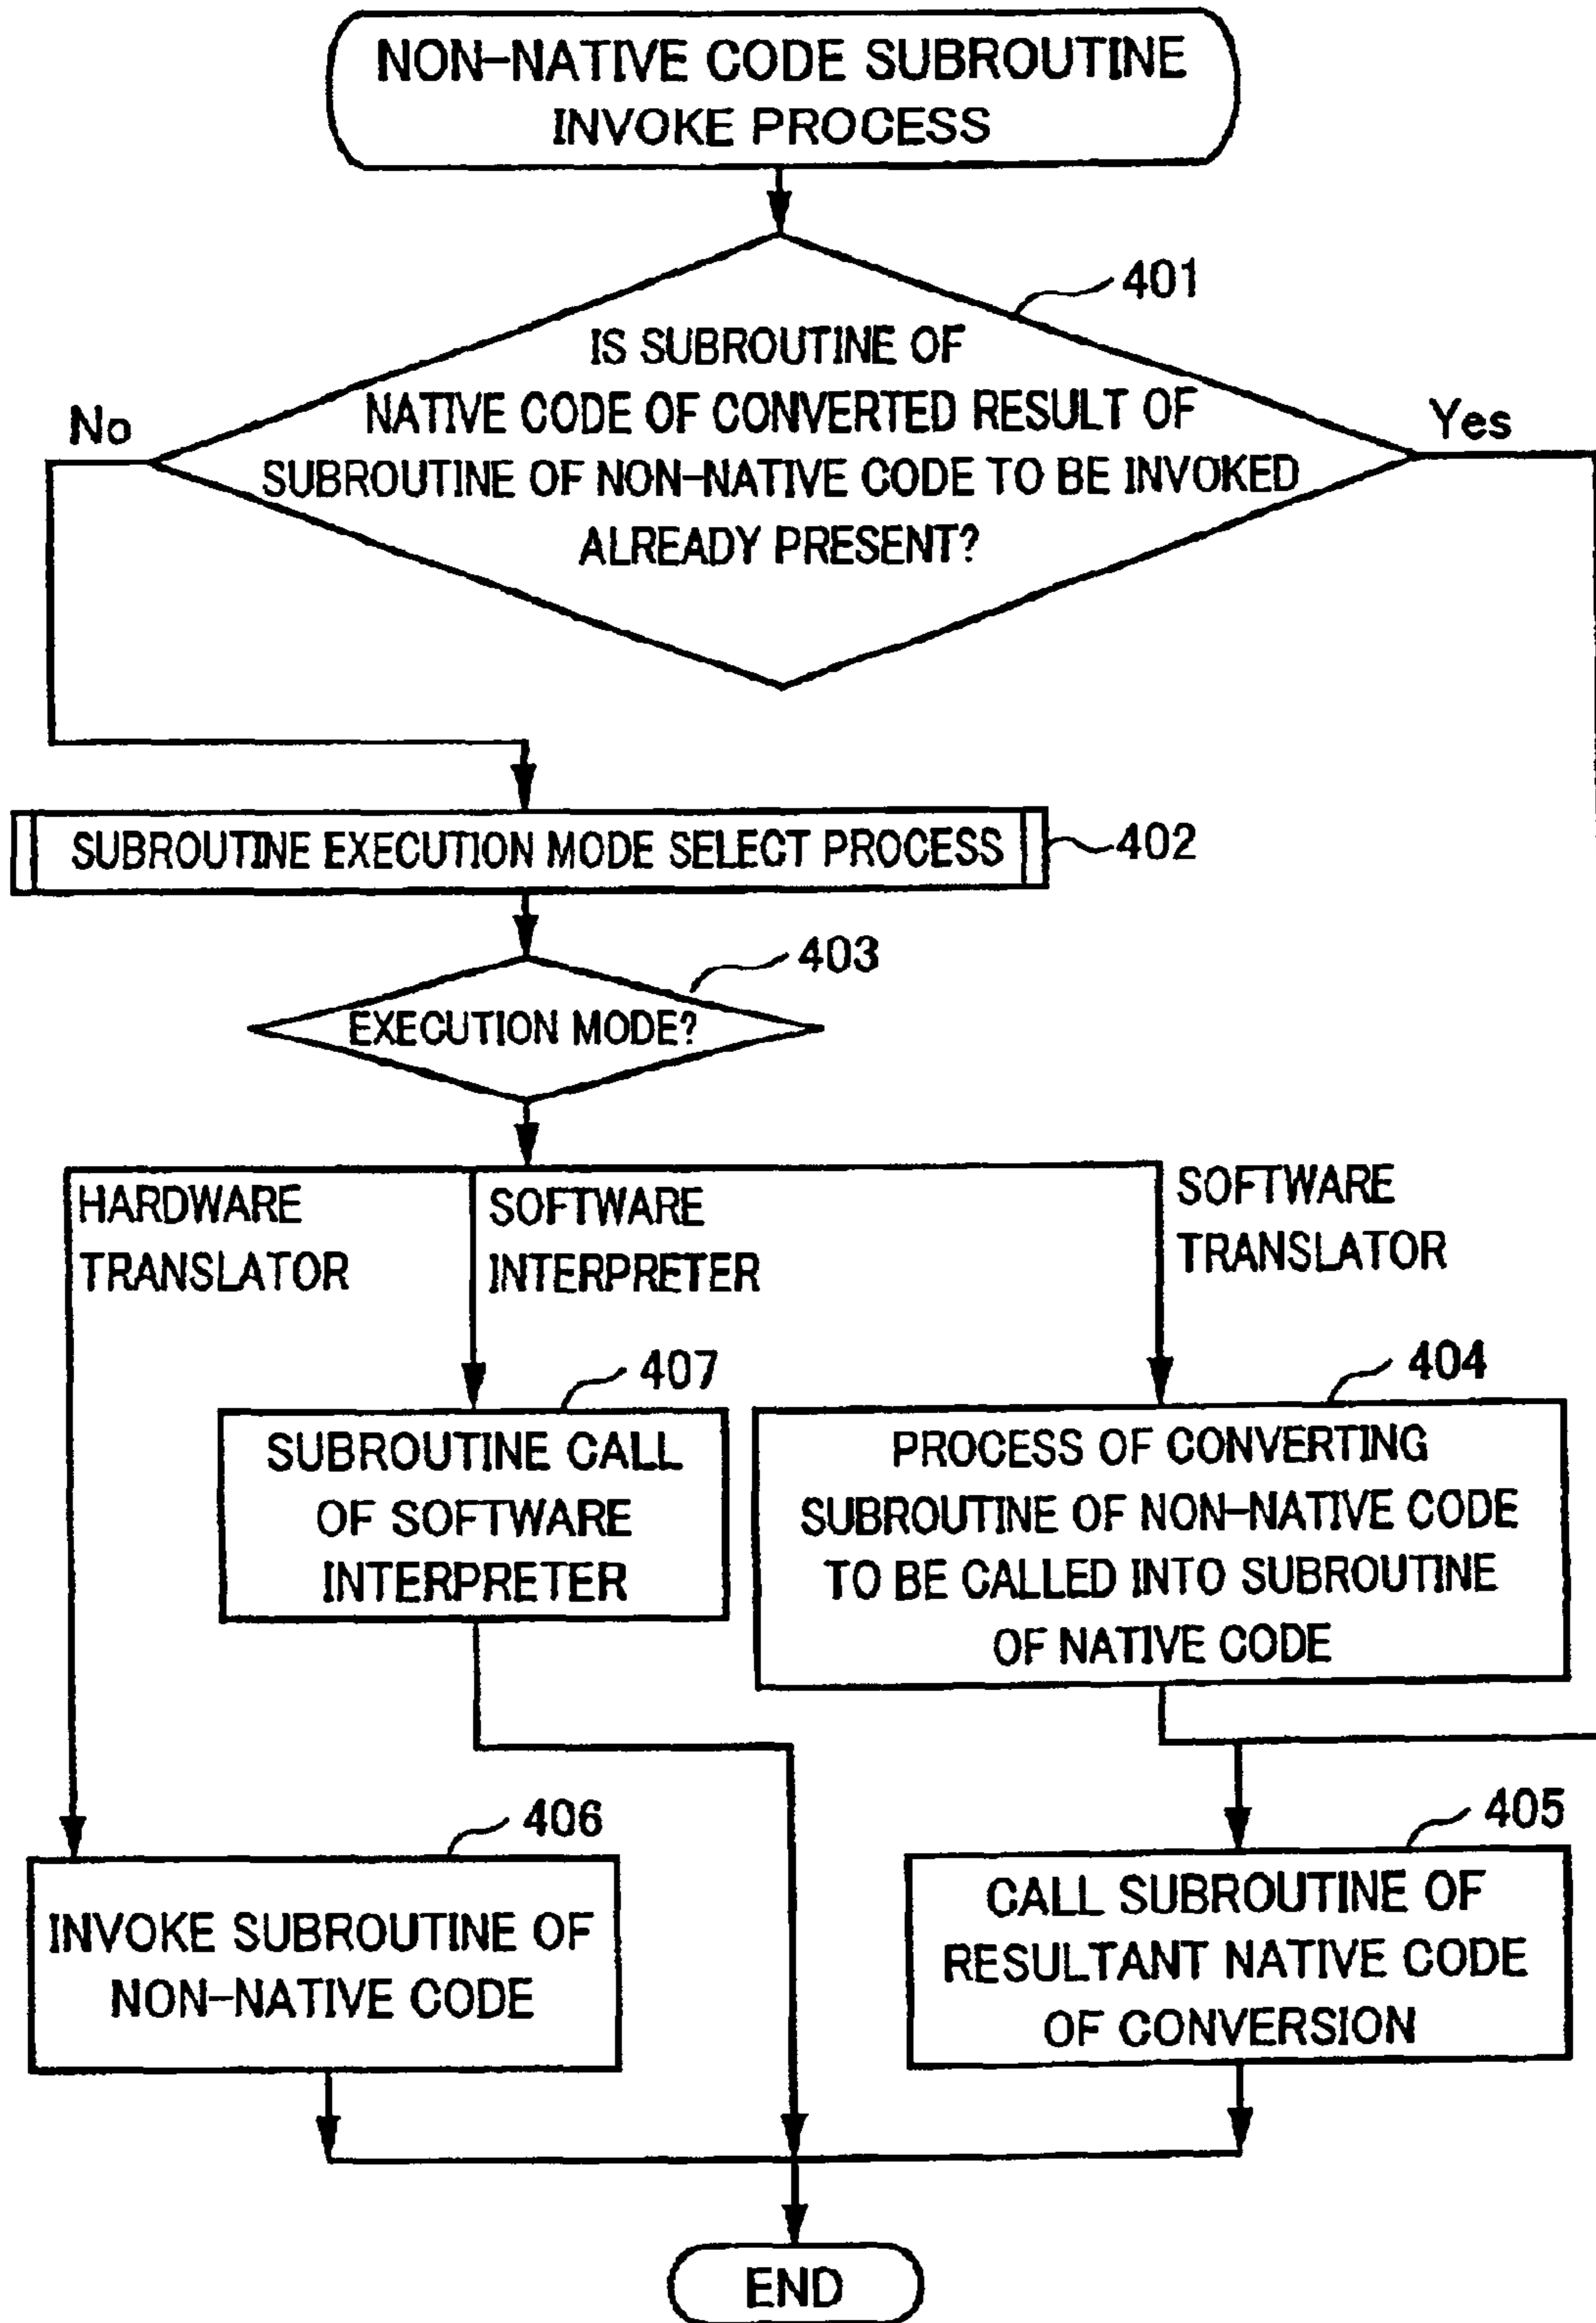 NON-NATIVE CODE SUBROUTINE
INVOKE PROCESS
401
IS SUBROUTINE OF
NATIVE CODE OF CONVERTED RESULT OF
SUBROUTINE OF NON-NATIVE CODE TO BE INVOKED
ALREADY PRESENT?
No
Yes
SUBROUTINE EXECUTION MODE SELECT PROCESS
402
403
EXECUTION MODE?
HARDWARE
TRANSLATOR
SOFTWARE
INTERPRETER
SOFTWARE
TRANSLATOR
407
SUBROUTINE CALL
OF SOFTWARE
INTERPRETER
404
PROCESS OF CONVERTING
SUBROUTINE OF NON-NATIVE CODE
TO BE CALLED INTO SUBROUTINE
OF NATIVE CODE
406
INVOKE SUBROUTINE OF
NON-NATIVE CODE
405
CALL SUBROUTINE OF
RESULTANT NATIVE CODE
OF CONVERSION
END